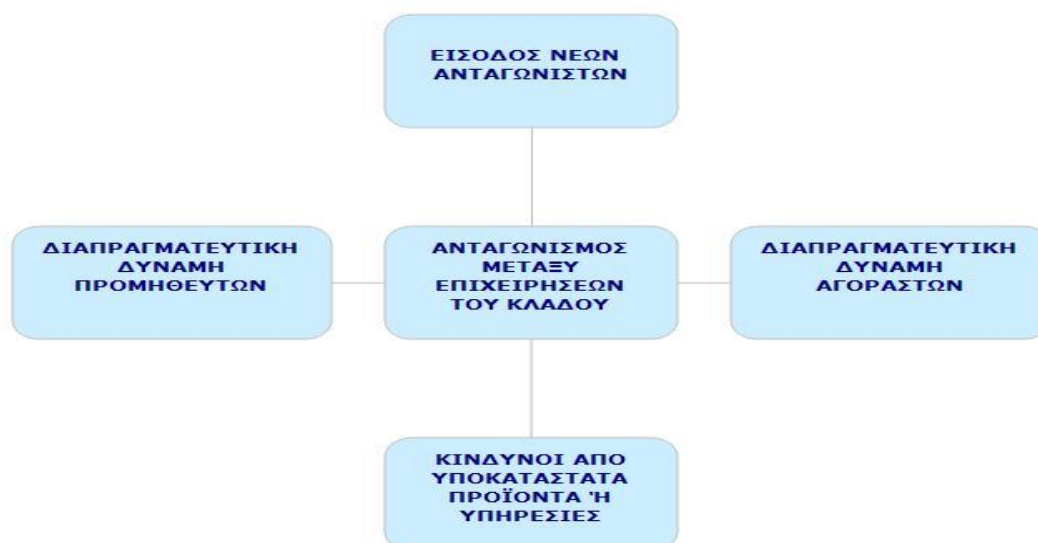 ΕΙΣΟΔΟΣ ΝΕΩΝ
ΑΝΤΑΓΩΝΙΣΤΩΝ
ΔΙΑΠΡΑΓΜΑΤΕΥΤΙΚΗ
ΔΥΝΑΜΗ
ΠΡΟΜΗΘΕΥΤΩΝ
ΑΝΤΑΓΩΝΙΣΜΟΣ
ΜΕΤΑΞΥ
ΕΠΙΧΕΙΡΗΣΕΩΝ
ΤΟΥ ΚΛΑΔΟΥ
ΔΙΑΠΡΑΓΜΑΤΕΥΤΙΚΗ
ΔΥΝΑΜΗ
ΑΓΟΡΑΣΤΩΝ
ΚΙΝΔΥΝΟΙ ΑΠΟ
ΥΠΟΚΑΤΑΣΤΑΤΑ
ΠΡΟΪΟΝΤΑ 'Η
ΥΠΗΡΕΣΙΕΣ